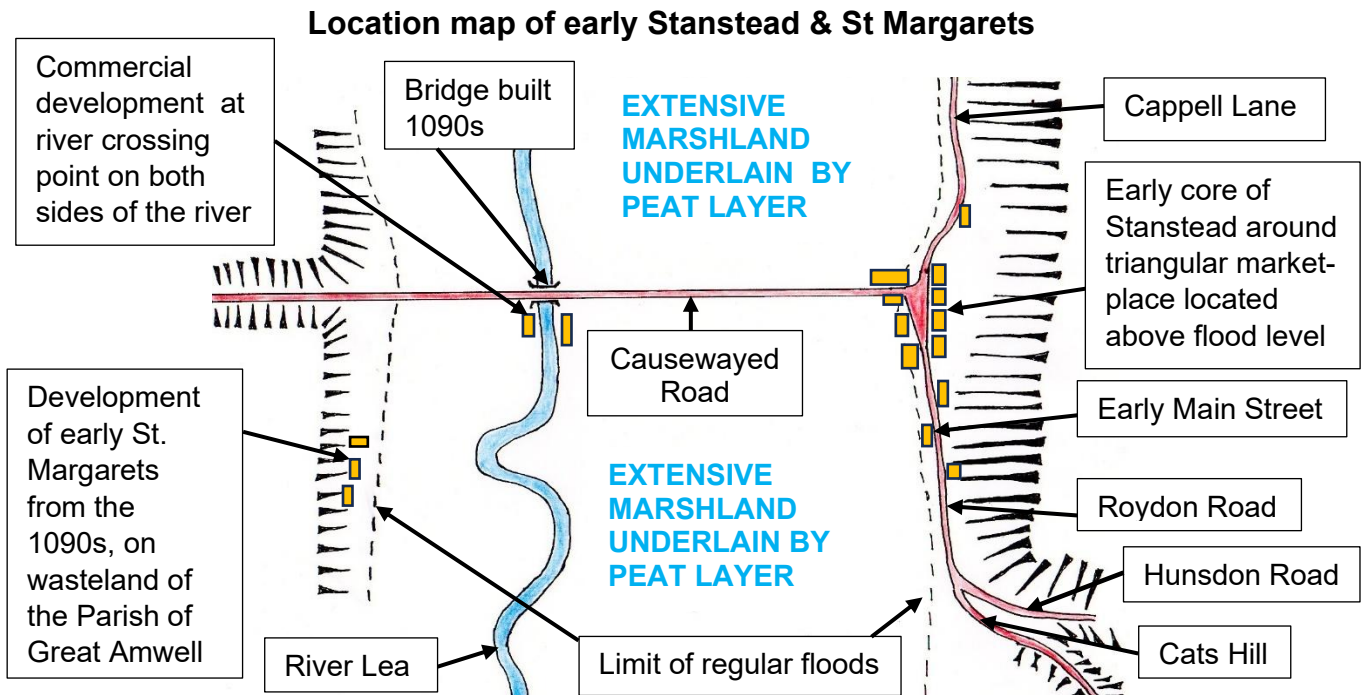 Location map of early Stanstead & St Margarets
Commercial
development at
river crossing
point on both
sides of the river
Bridge built
1090s
EXTENSIVE
MARSHLAND
UNDERLAIN BY
PEAT LAYER
Cappell Lane
Early core of
Stanstead around
triangular market-
place located
above flood level
Causewayed
Road
Development
of early St.
Margarets
from the
1090s, on
wasteland of
the Parish of
Great Amwell
Early Main Street
EXTENSIVE
MARSHLAND
UNDERLAIN BY
PEAT LAYER
Roydon Road
Hunsdon Road
River Lea
Limit of regular floods
Cats Hill